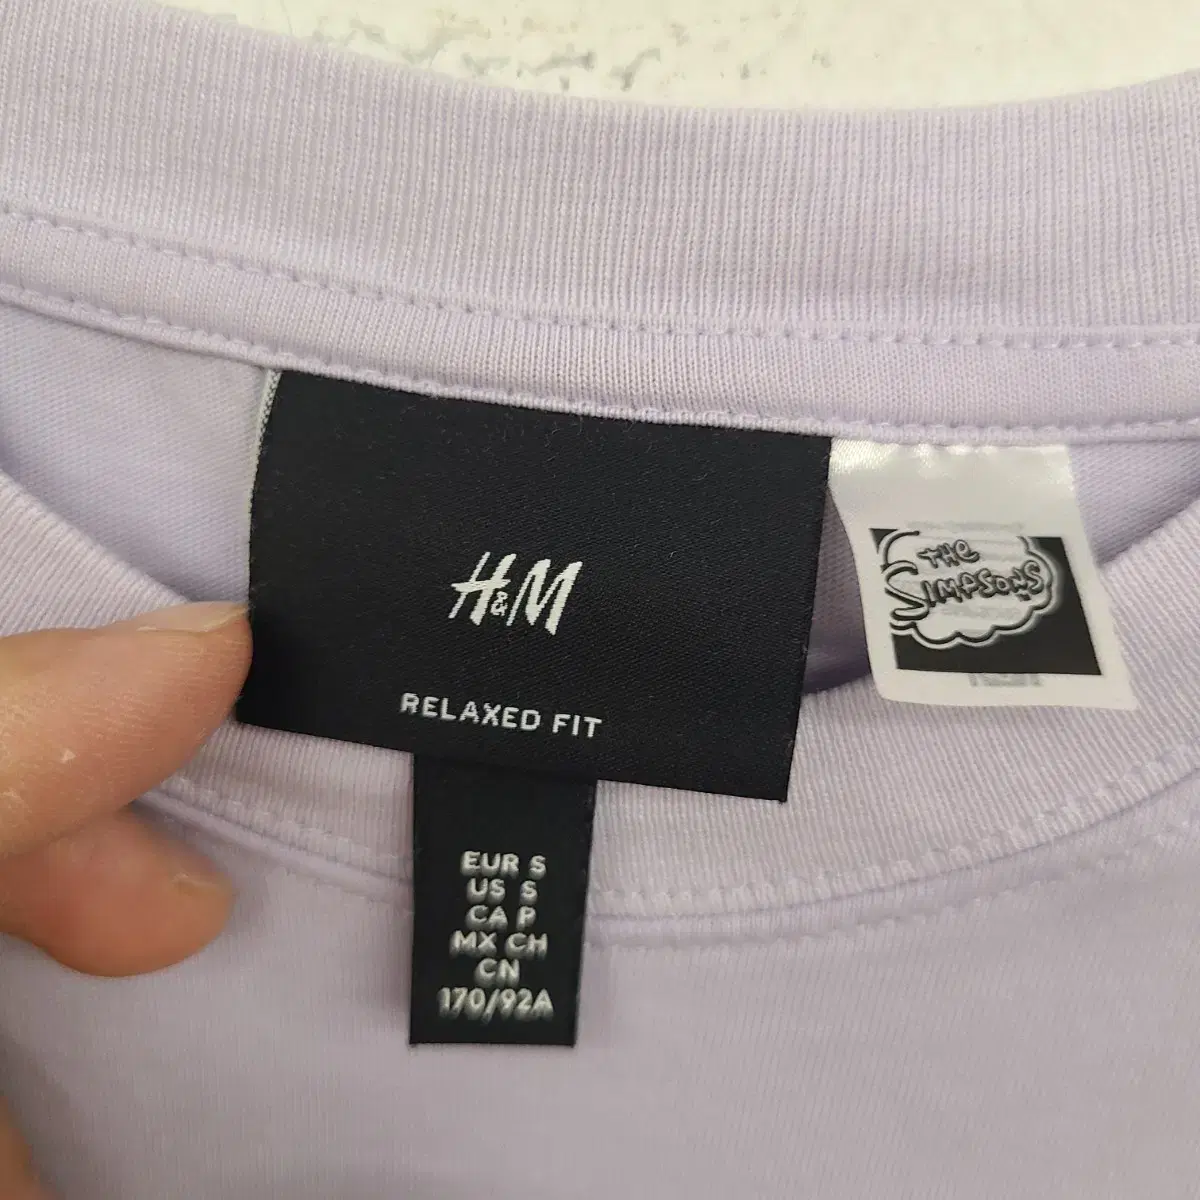 H&M
RELAXED FIT
EUR S
US S
CA P
MX CH
CN
170/92A
THE
SIMPSONS